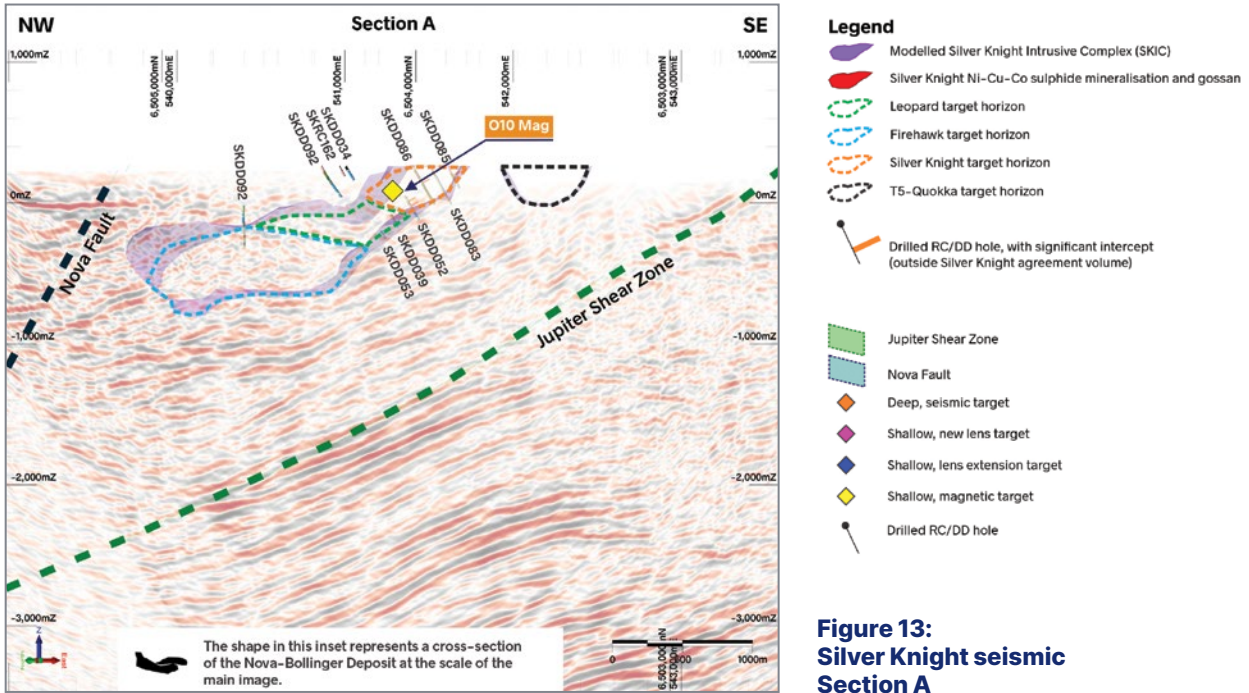 NW
Section A
SE
1,000mZ
6,505,000mN
540,000mE
541,000mE
6,504,000mN
542,000mE
6,503,000mN
543,000mE
1,000mZ
SKDD092
SKDD092
SKRC162
SKDD034
SKDD086
SKDD085
O10 Mag
0mZ
0mZ
Nova Fault
SKDD053
SKDD039
SKDD052
SKDD083
Jupiter Shear Zone
-1,000mZ
-1,000mZ
-2,000mZ
-2,000mZ
-3,000mZ
-3,000mZ
Z
East
The shape in this inset represents a cross-section
of the Nova-Bollinger Deposit at the scale of the
main image.
0
1000m
Legend
Modelled Silver Knight Intrusive Complex (SKIC)
Silver Knight Ni-Cu-Co sulphide mineralisation and gossan
Leopard target horizon
Firehawk target horizon
Silver Knight target horizon
T5-Quokka target horizon
Drilled RC/DD hole, with significant intercept
(outside Silver Knight agreement volume)
Jupiter Shear Zone
Nova Fault
Deep, seismic target
Shallow, new lens target
Shallow, lens extension target
Shallow, magnetic target
Drilled RC/DD hole
Figure 13:
Silver Knight seismic
Section A